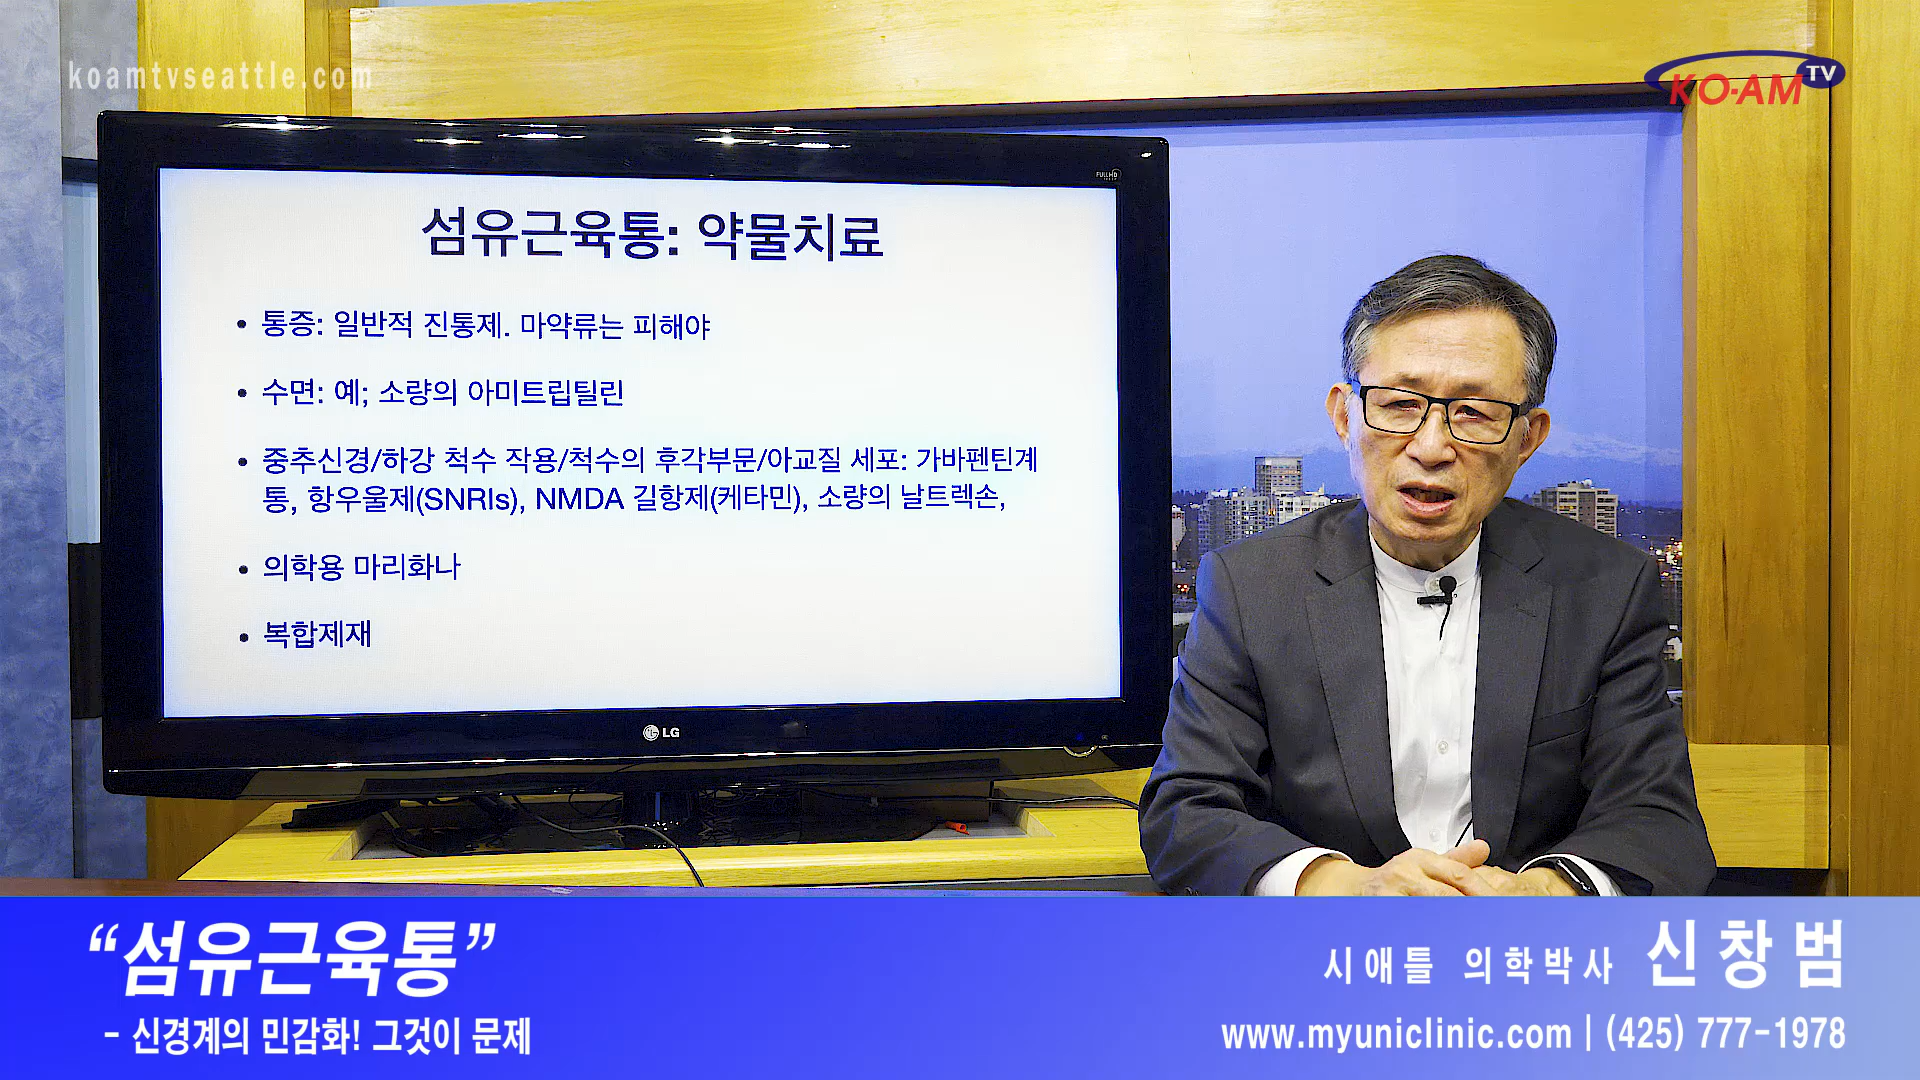 koamtvseattle.com
KO-AM TV
FULL HD
섬유근육통: 약물치료
• 통증: 일반적 진통제. 마약류는 피해야
• 수면: 예; 소량의 아미트립틸린
• 중추신경/하강 척수 작용/척수의 후각부문/아교질 세포: 가바펜틴계
통, 항우울제(SNRIs), NMDA 길항제(케타민), 소량의 날트렉손,
• 의학용 마리화나
• 복합제재
LG
“섬유근육통”
- 신경계의 민감화! 그것이 문제
시애틀 의학박사 신창범
www.myuniclinic.com | (425) 777-1978